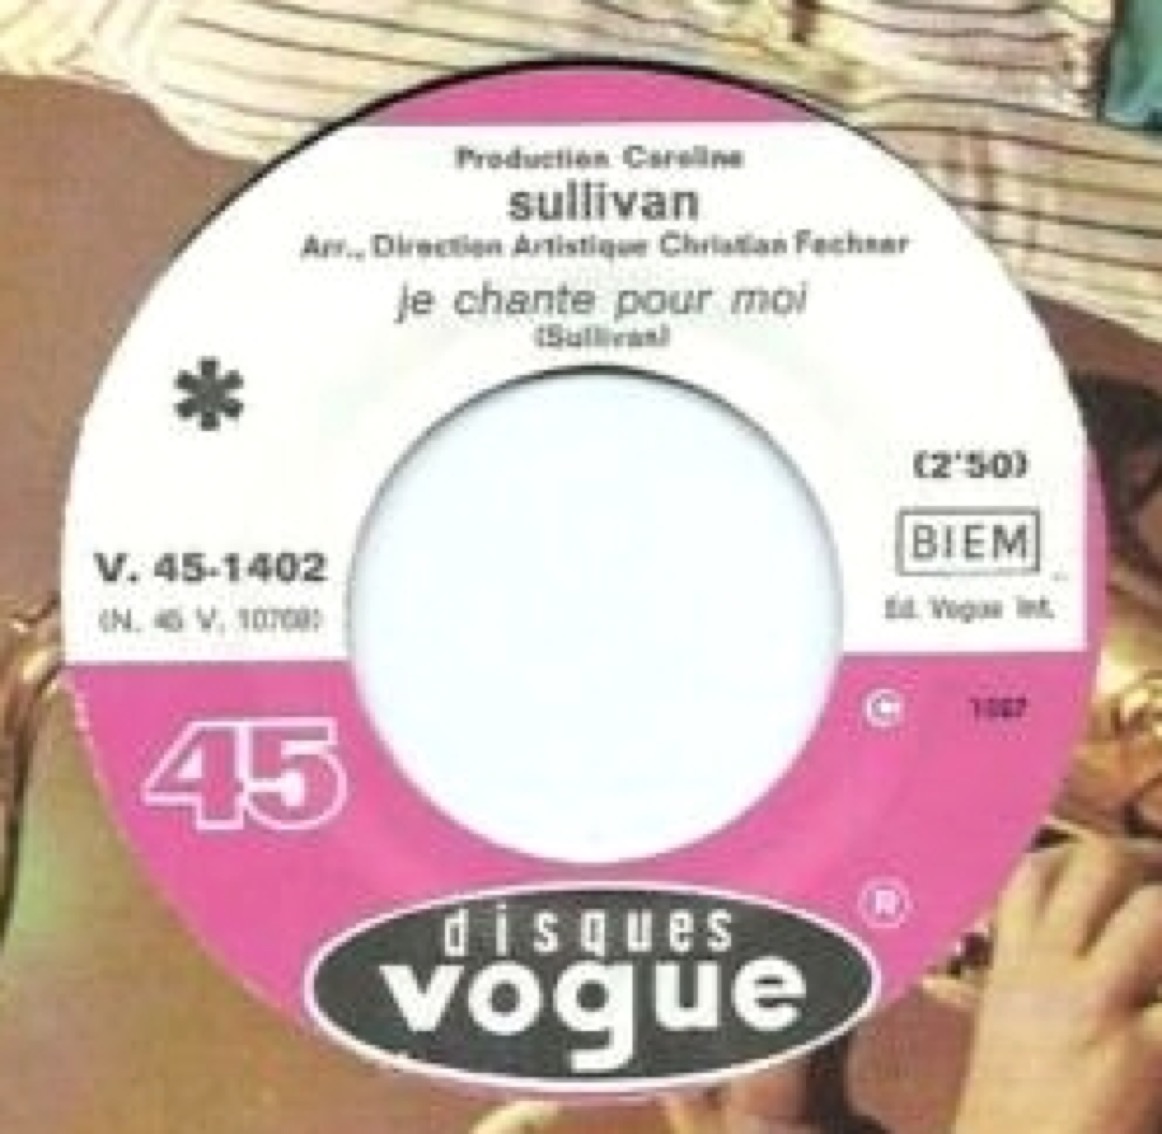 Production Caroline
sullivan
Arr., Direction Artistique Christian Fechner
je chante pour moi
(Sullivan)
*
(2'50)
BIEM
V. 45-1402
(N. 45 V. 10708)
Ed. Vogue Int.
©
45
®
disques
vogue